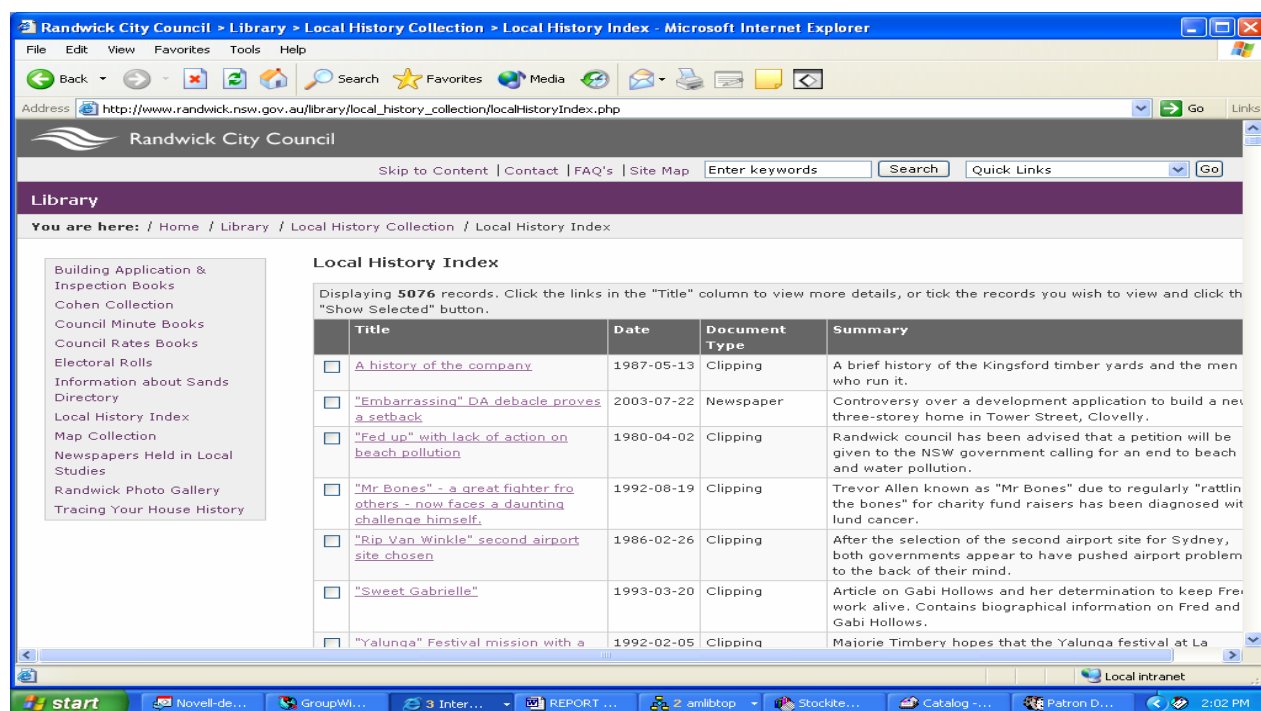 Randwick City Council > Library > Local History Collection > Local History Index - Microsoft Internet Explorer
File Edit View Favorites Tools Help
Back Search Favorites Media
Address http://www.randwick.nsw.gov.au/library/local_history_collection/localHistoryIndex.php Go Links
Randwick City Council
Skip to Content | Contact | FAQ's | Site Map Enter keywords Search Quick Links Go
Library
You are here: / Home / Library / Local History Collection / Local History Index
Building Application &
Inspection Books
Cohen Collection
Council Minute Books
Council Rates Books
Electoral Rolls
Information about Sands
Directory
Local History Index
Map Collection
Newspapers Held in Local
Studies
Randwick Photo Gallery
Tracing Your House History
Local History Index
Displaying 5076 records. Click the links in the "Title" column to view more details, or tick the records you wish to view and click th
"Show Selected" button.
Title Date Document Summary
Type
A history of the company 1987-05-13 Clipping A brief history of the Kingsford timber yards and the men
who run it.
"Embarrassing" DA debacle proves 2003-07-22 Newspaper Controversy over a development application to build a new
a setback three-storey home in Tower Street, Clovelly.
"Fed up" with lack of action on 1980-04-02 Clipping Randwick council has been advised that a petition will be
beach pollution given to the NSW government calling for an end to beach
and water pollution.
"Mr Bones" - a great fighter fro 1992-08-19 Clipping Trevor Allen known as "Mr Bones" due to regularly "rattlin
others - now faces a daunting the bones" for charity fund raisers has been diagnosed wit
challenge himself. lund cancer.
"Rip Van Winkle" second airport 1986-02-26 Clipping After the selection of the second airport site for Sydney,
site chosen both governments appear to have pushed airport problem
to the back of their mind.
"Sweet Gabrielle" 1993-03-20 Clipping Article on Gabi Hollows and her determination to keep Fre
work alive. Contains biographical information on Fred and
Gabi Hollows.
"Yalunga" Festival mission with a 1992-02-05 Clipping Majorie Timbery hopes that the Yalunga festival at La
Local intranet
start Novell-de... GroupWi... 3 Inter... REPORT ... 2 amlibtop Stockite... Catalog -... Patron D... 2:02 PM